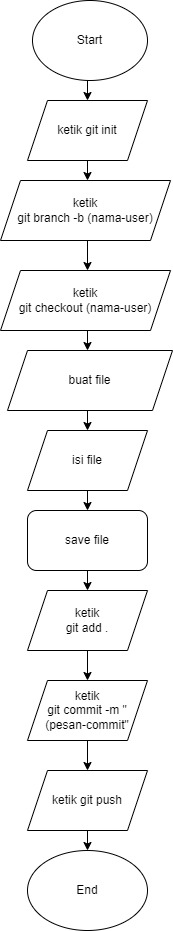 Start
ketik git init
ketik
git branch -b (nama-user)
ketik
git checkout (nama-user)
buat file
isi file
save file
ketik
git add .
ketik
git commit -m "
(pesan-commit"
ketik git push
End